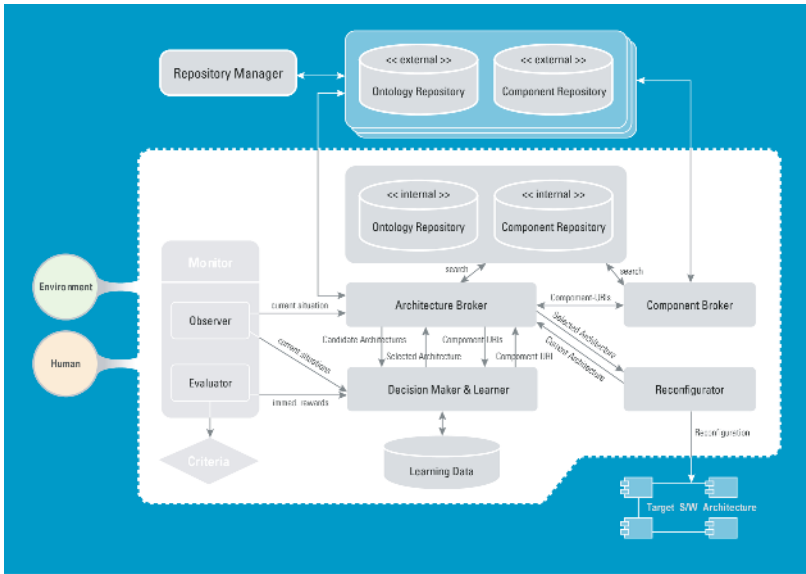 << external >>
<< external >>
Repository Manager
Ontology Repository
Component Repository
<< internal >>
<< internal >>
Ontology Repository
Component Repository
Monitor
search
search
Environment
current situation
Architecture Broker
Component-URIs
Component Broker
Observer
Candidate Architectures
Component URIs
Selected Architecture
current situations
Selected Architecture
Component URI
Current Architecture
Human
Evaluator
immed. rewards
Decision Maker & Learner
Reconfigurator
Reconfiguretion
Criteria
Learning Data
Target S/W Architecture